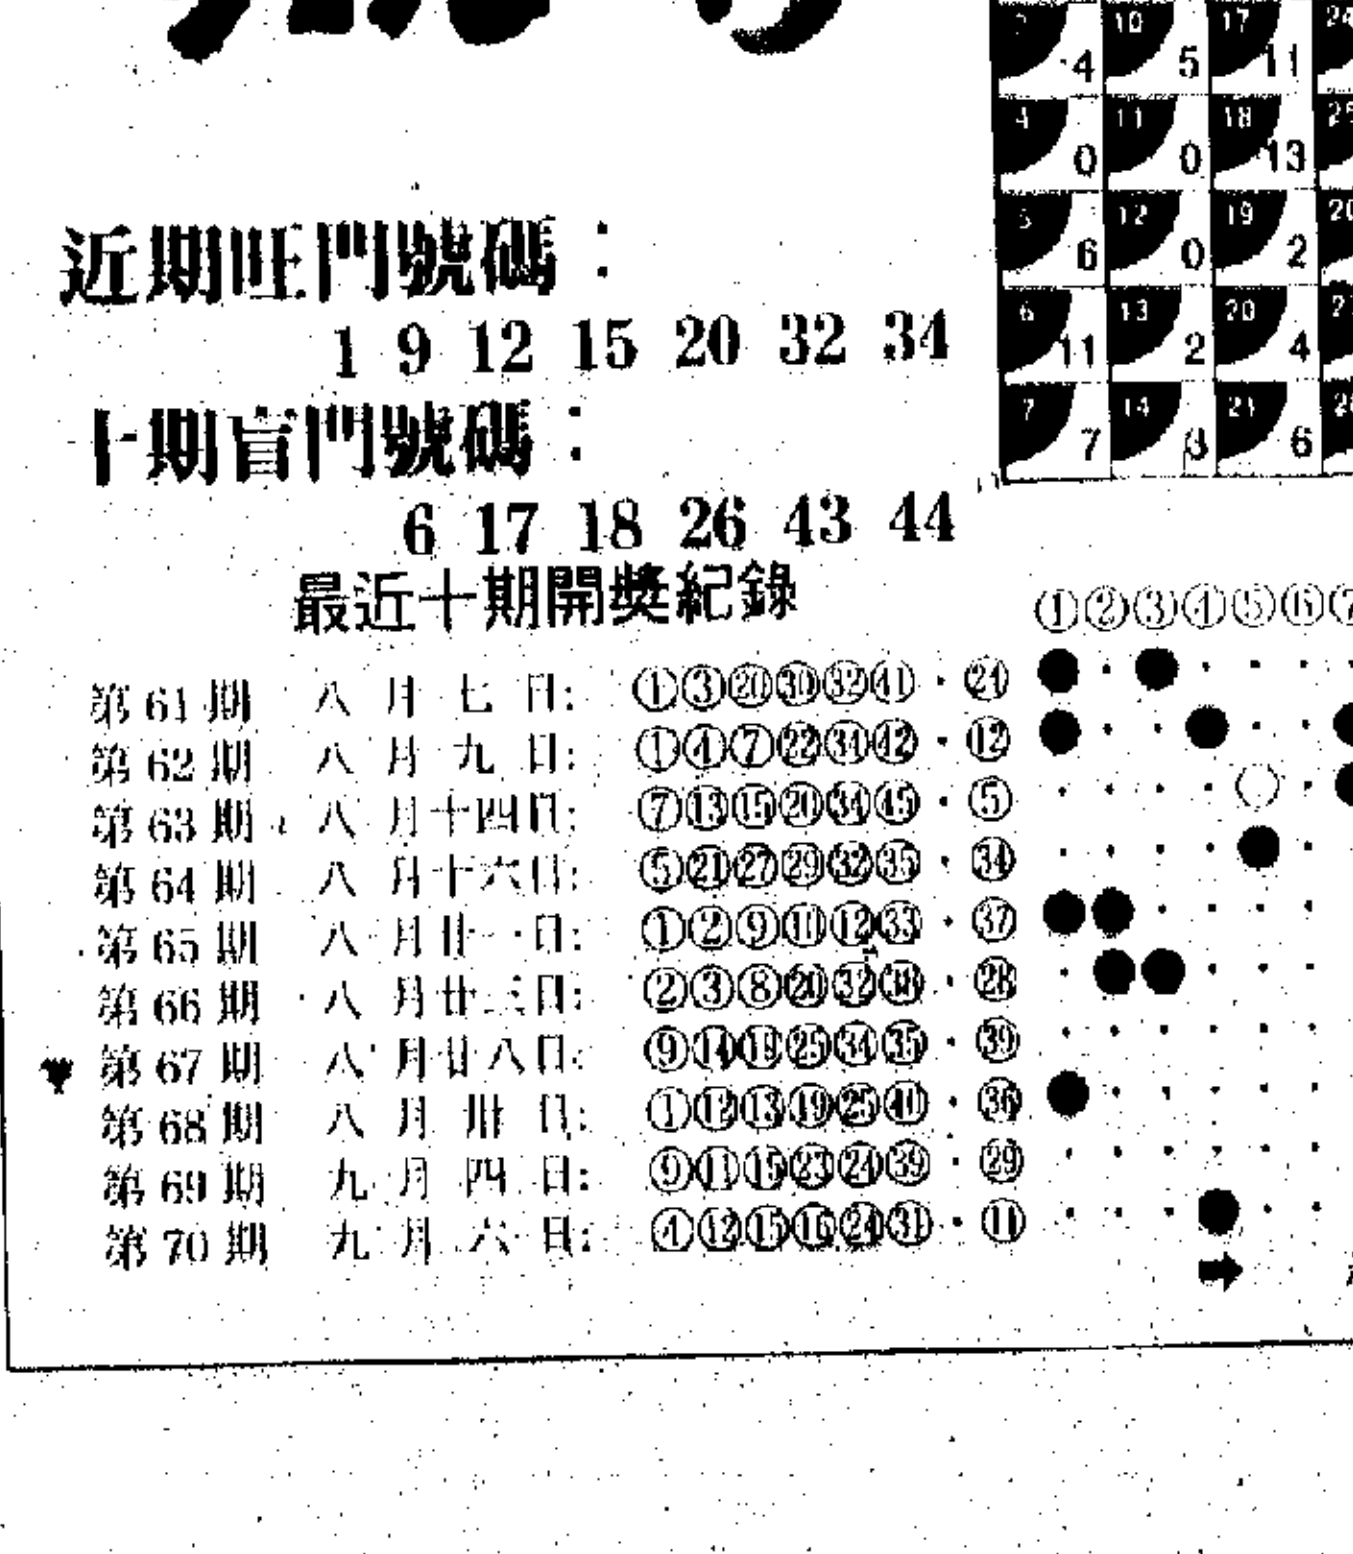 近期旺門號碼：
1 9 12 15 20 32 34
十期盲門號碼：
6 17 18 26 43 44
最近十期開獎紀錄
第61期 八月七日: ①③⑳㉚㉜㊶·
第62期 八月九日: ①④⑦㉒㉞㊷·⑫
第63期 八月十四日: ⑦⑬⑮⑳㉞·⑤
第64期 八月十六日: ⑤㉑㉗㉙㉜㉟·㉞
第65期 八月廿一日: ①②⑨⑩⑫㉝·㊲
第66期 八月廿三日: ②③⑧⑳㉜㊳·㉘
第67期 八月廿八日: ⑨⑭㉕㉞㉟·㊴
第68期 八月卅日: ①⑫⑬㉕㊵·㊱
第69期 九月四日: ⑨⑪⑮㉓㉔㊴·㉙
第70期 九月六日: ④⑫⑮⑯㉔㉛·⑪
①②③④⑤⑥⑦
4 10 5 17 11 24
4 0 11 0 18 13 25
5 6 12 0 19 2
6 11 13 2 20 4
7 7 14 21 6